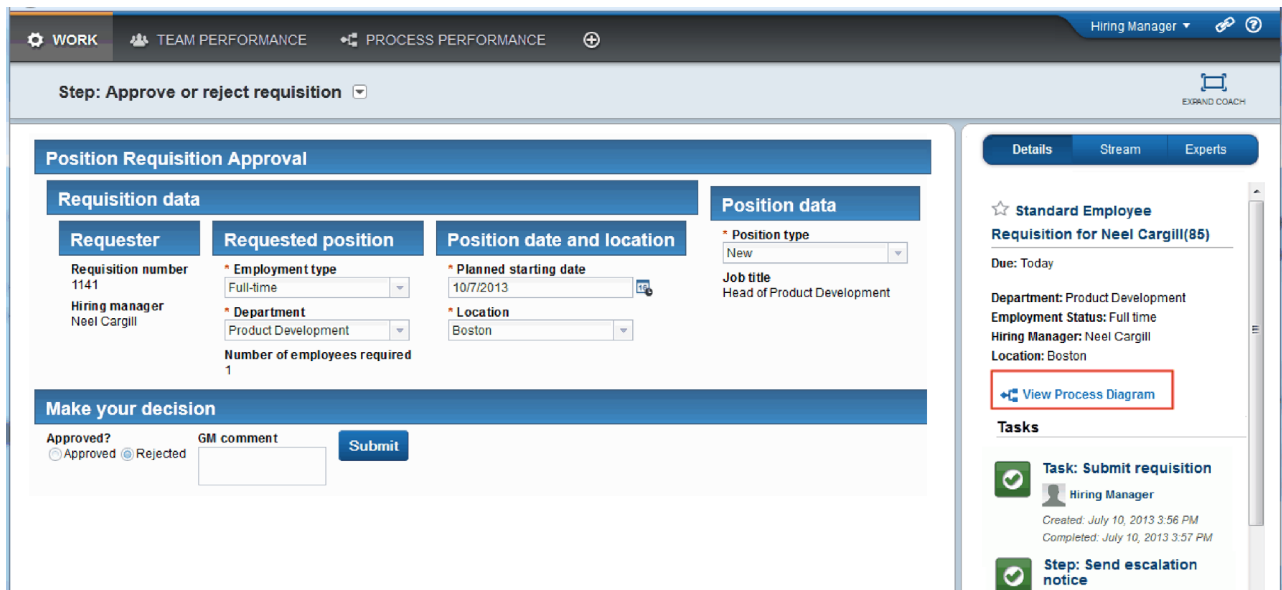 WORK
TEAM PERFORMANCE
PROCESS PERFORMANCE
Hiring Manager
Step: Approve or reject requisition
EXPAND COACH
Position Requisition Approval
Requisition data
Requester
Requisition number
1141
Hiring manager
Neel Cargill
Requested position
* Employment type
Full-time
* Department
Product Development
Number of employees required
1
Position date and location
* Planned starting date
10/7/2013
* Location
Boston
Position data
* Position type
New
Job title
Head of Product Development
Make your decision
Approved?
Approved Rejected
GM comment
Submit
Details Stream Experts
Standard Employee
Requisition for Neel Cargill(85)
Due: Today
Department: Product Development
Employment Status: Full time
Hiring Manager: Neel Cargill
Location: Boston
View Process Diagram
Tasks
Task: Submit requisition
Hiring Manager
Created: July 10, 2013 3:56 PM
Completed: July 10, 2013 3:57 PM
Step: Send escalation
notice